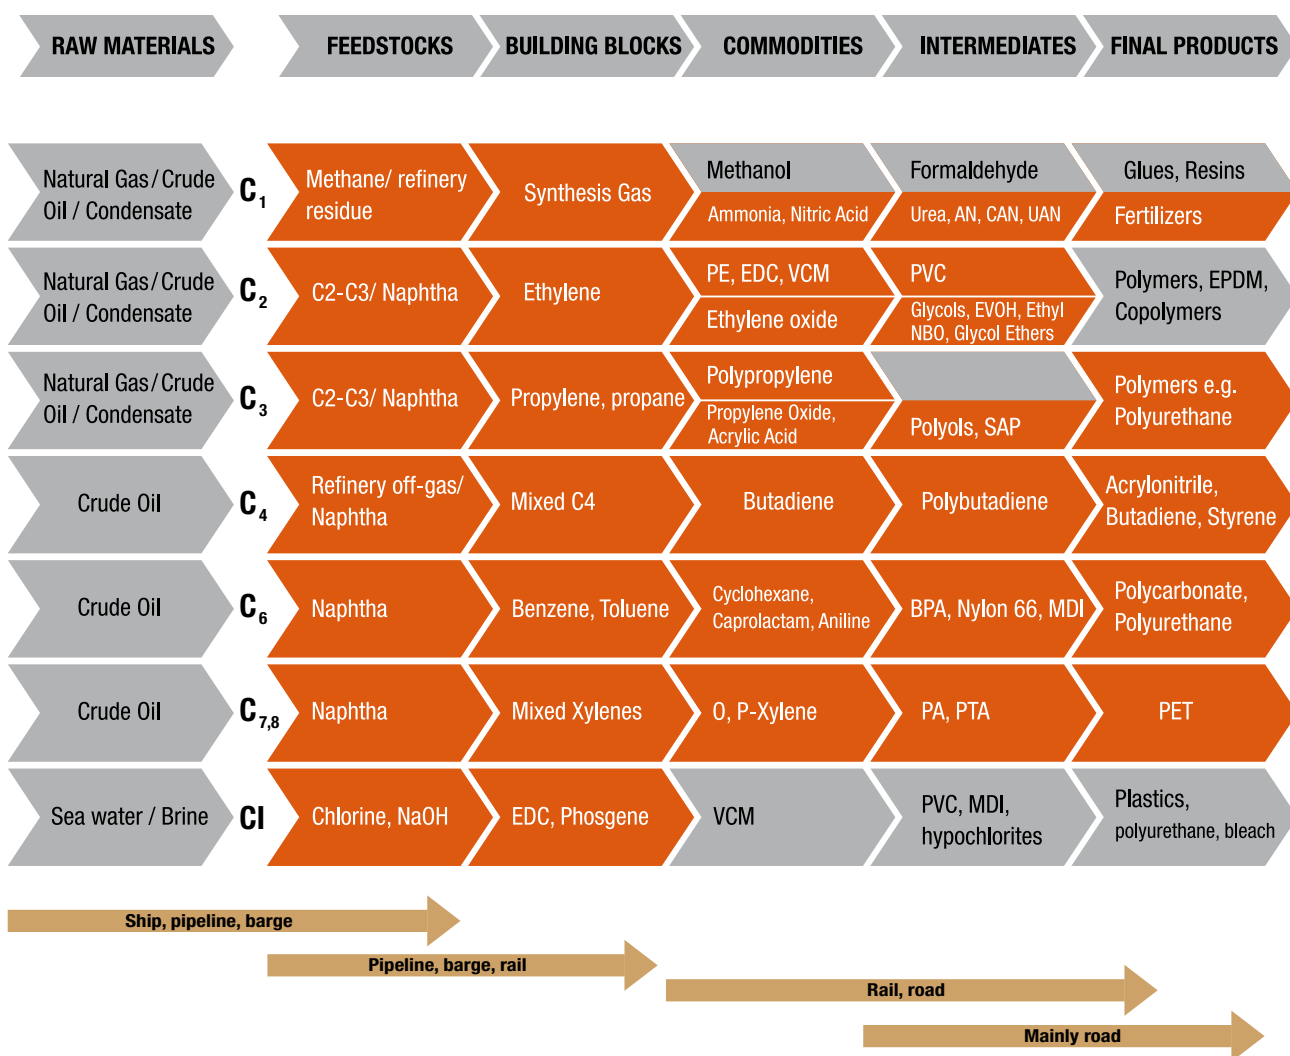 RAW MATERIALS
FEEDSTOCKS
BUILDING BLOCKS
COMMODITIES
INTERMEDIATES
FINAL PRODUCTS
Natural Gas / Crude
Oil / Condensate
C1
Methane/ refinery
residue
Synthesis Gas
Methanol
Formaldehyde
Glues, Resins
Ammonia, Nitric Acid
Urea, AN, CAN, UAN
Fertilizers
Natural Gas / Crude
Oil / Condensate
C2
C2-C3/ Naphtha
Ethylene
PE, EDC, VCM
PVC
Ethylene oxide
Glycols, EVOH, Ethyl
NBO, Glycol Ethers
Polymers, EPDM,
Copolymers
Natural Gas / Crude
Oil / Condensate
C3
C2-C3/ Naphtha
Propylene, propane
Polypropylene
Propylene Oxide,
Acrylic Acid
Polyols, SAP
Polymers e.g.
Polyurethane
Crude Oil
C4
Refinery off-gas/
Naphtha
Mixed C4
Butadiene
Polybutadiene
Acrylonitrile,
Butadiene, Styrene
Crude Oil
C6
Naphtha
Benzene, Toluene
Cyclohexane,
Caprolactam, Aniline
BPA, Nylon 66, MDI
Polycarbonate,
Polyurethane
Crude Oil
C7,8
Naphtha
Mixed Xylenes
O, P-Xylene
PA, PTA
PET
Sea water / Brine
Cl
Chlorine, NaOH
EDC, Phosgene
VCM
PVC, MDI,
hypochlorites
Plastics,
polyurethane, bleach
Ship, pipeline, barge
Pipeline, barge, rail
Rail, road
Mainly road